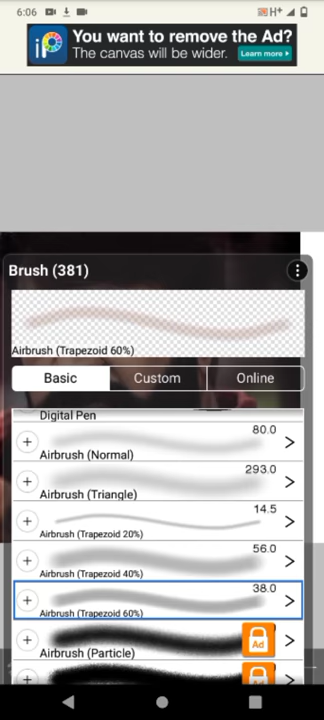 6:06
H+
You want to remove the Ad?
The canvas will be wider.
Learn more
iP
Brush (381)
Airbrush (Trapezoid 60%)
Basic
Custom
Online
Digital Pen
80.0
Airbrush (Normal)
293.0
Airbrush (Triangle)
14.5
Airbrush (Trapezoid 20%)
56.0
Airbrush (Trapezoid 40%)
38.0
Airbrush (Trapezoid 60%)
Ad
Airbrush (Particle)
Ad